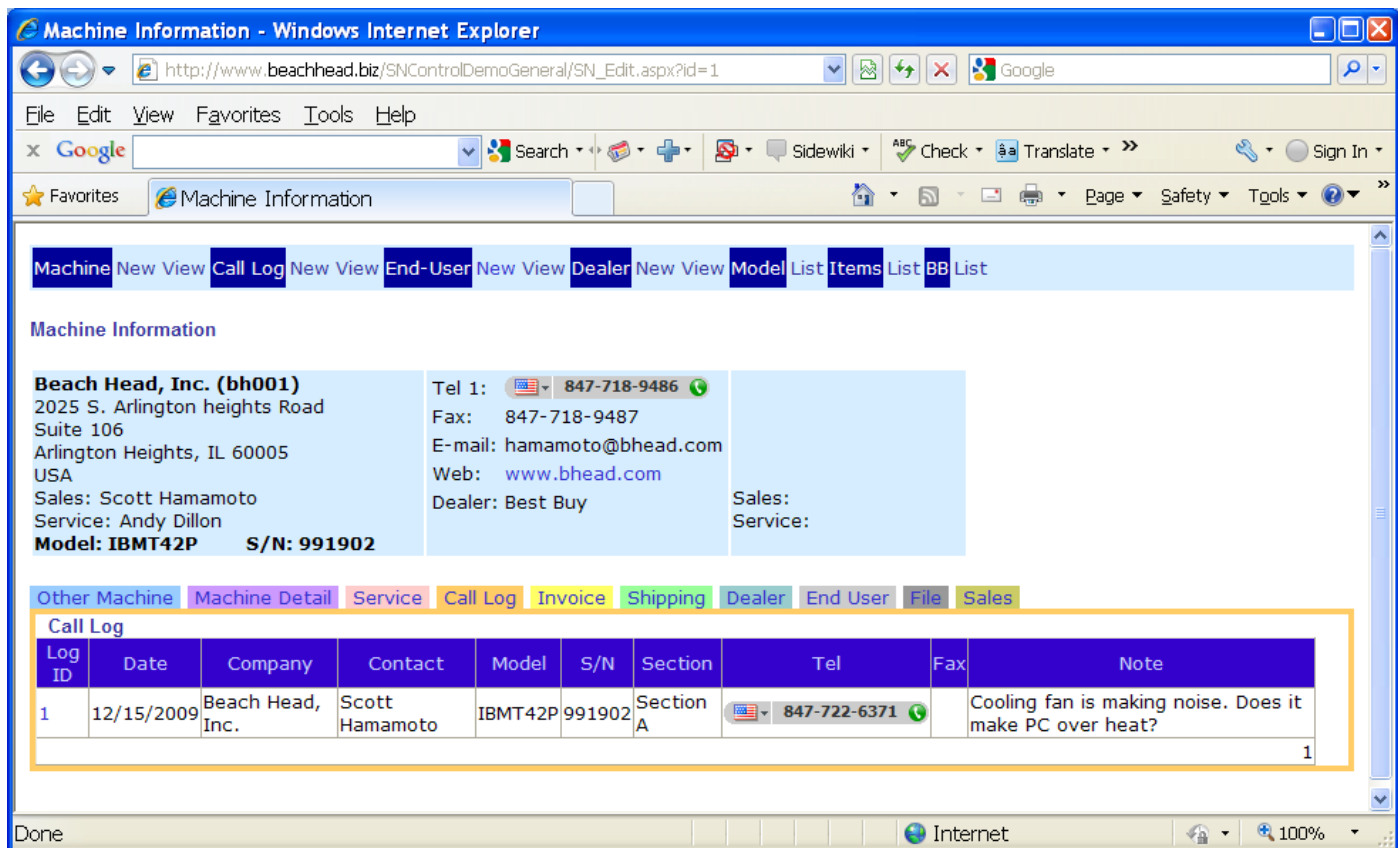 Machine Information - Windows Internet Explorer
http://www.beachhead.biz/SNControlDemoGeneral/SN_Edit.aspx?id=1
Google
File Edit View Favorites Tools Help
x Google Search Sidewiki ABC Check Translate » Sign In
Favorites Machine Information Page Safety Tools »
Machine New View Call Log New View End-User New View Dealer New View Model List Items List BB List
Machine Information
Beach Head, Inc. (bh001)
2025 S. Arlington heights Road
Suite 106
Arlington Heights, IL 60005
USA
Sales: Scott Hamamoto
Service: Andy Dillon
Model: IBMT42P S/N: 991902
Tel 1: 847-718-9486
Fax: 847-718-9487
E-mail: hamamoto@bhead.com
Web: www.bhead.com
Dealer: Best Buy
Sales:
Service:
Other Machine Machine Detail Service Call Log Invoice Shipping Dealer End User File Sales
Call Log
Log ID Date Company Contact Model S/N Section Tel Fax Note
1 12/15/2009 Beach Head, Inc. Scott Hamamoto IBMT42P 991902 Section A 847-722-6371 Cooling fan is making noise. Does it make PC over heat?
1
Done Internet 100%